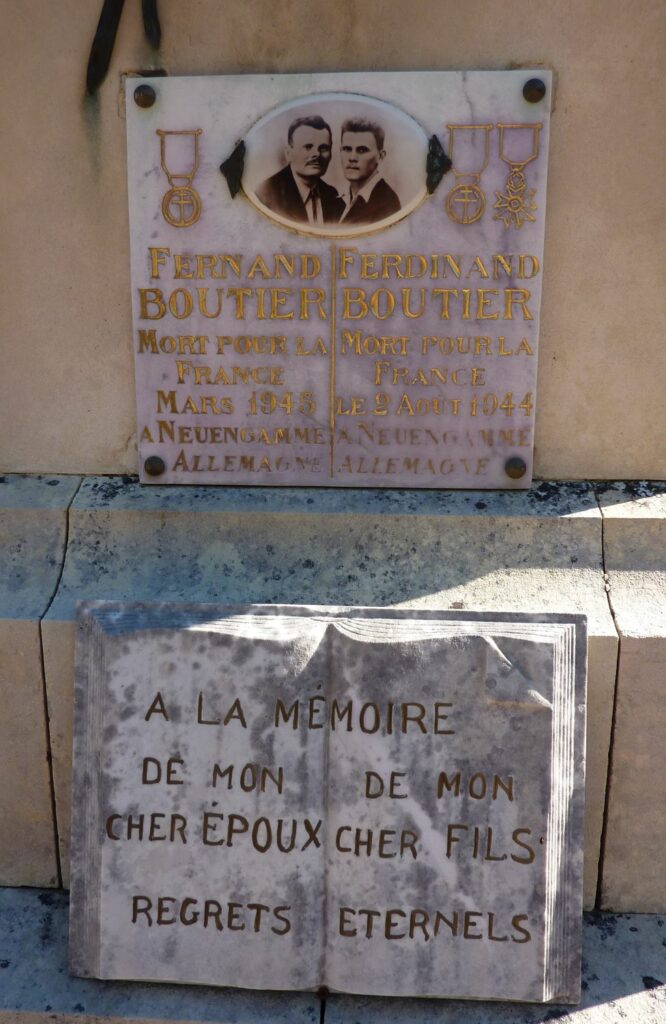 FERNAND
BOUTIER
MORT POUR LA
FRANCE
MARS 1945
A NEUENGAMME
ALLEMAGNE
FERDINAND
BOUTIER
MORT POUR LA
FRANCE
LE 2 AOUT 1944
A NEUENGAMME
ALLEMAGNE
A LA MÉMOIRE
DE MON
CHER ÉPOUX
DE MON
CHER FILS
REGRETS ETERNELS